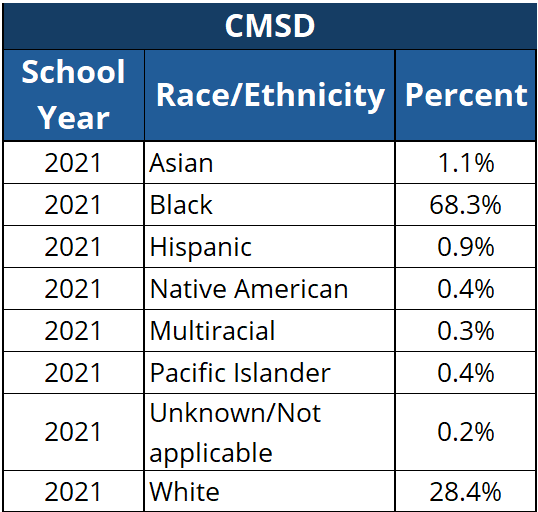 CMSD
School Year Race/Ethnicity Percent
2021 Asian 1.1%
2021 Black 68.3%
2021 Hispanic 0.9%
2021 Native American 0.4%
2021 Multiracial 0.3%
2021 Pacific Islander 0.4%
2021 Unknown/Not applicable 0.2%
2021 White 28.4%